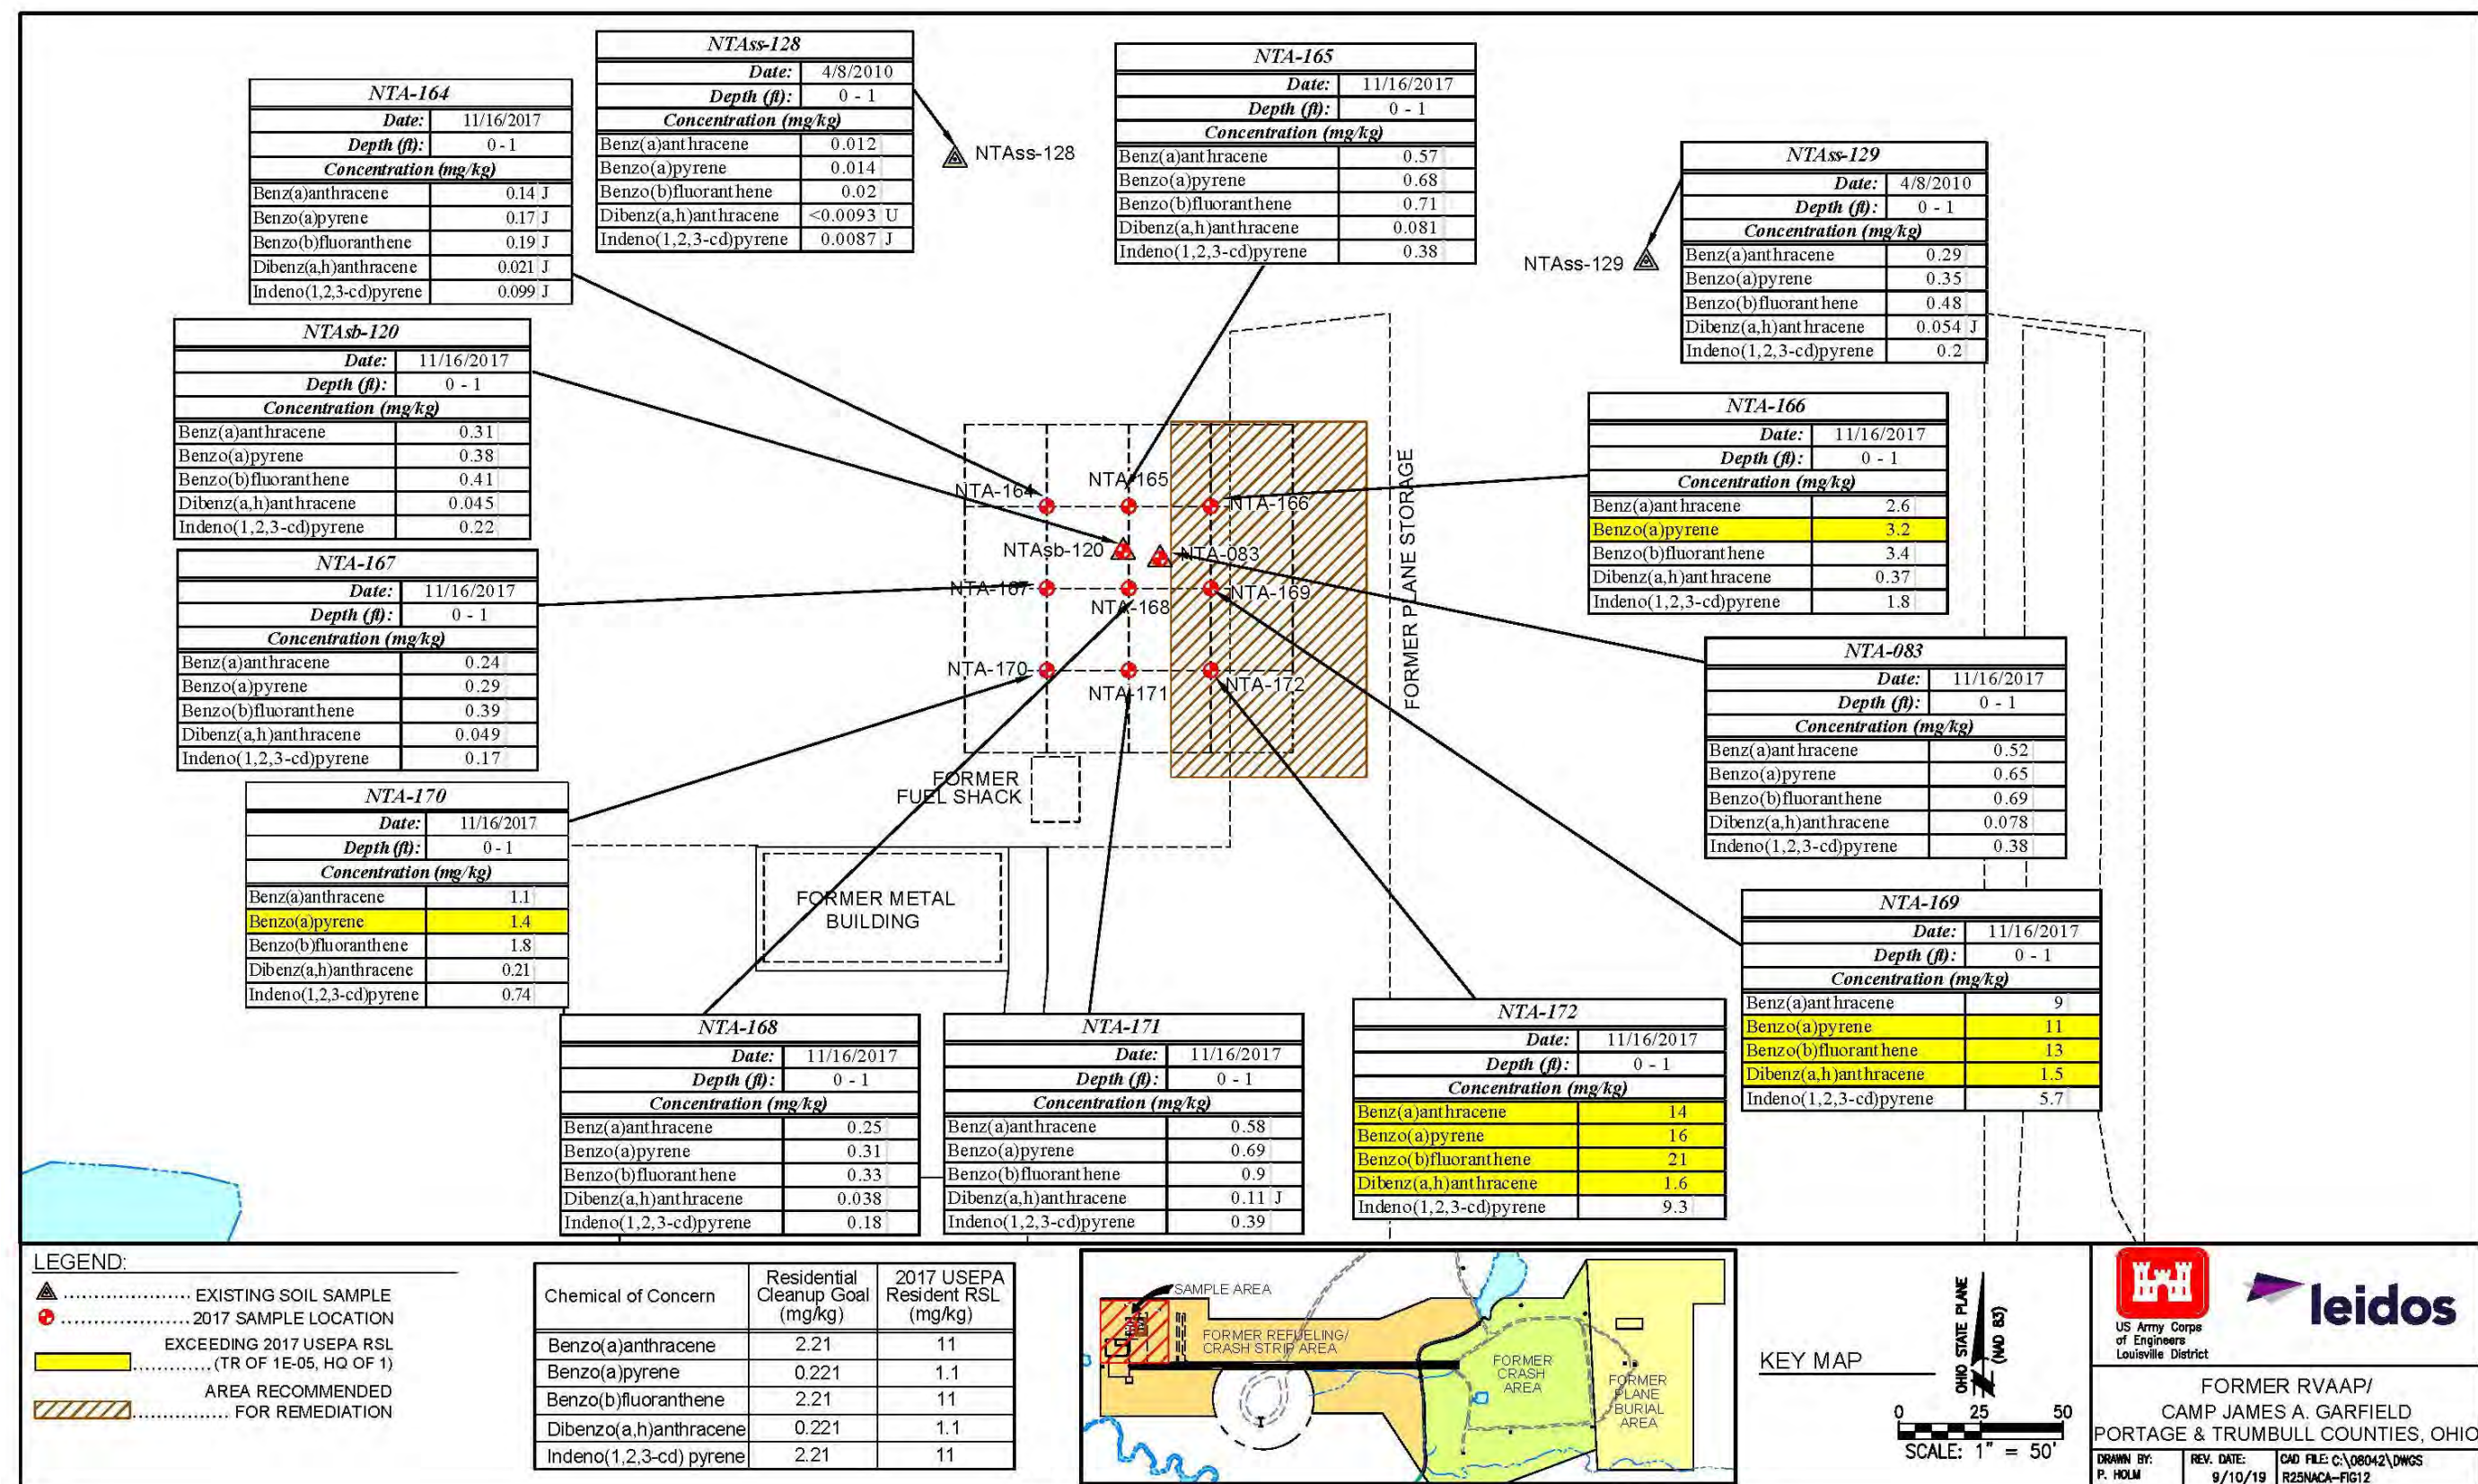 NTA-164
Date: 11/16/2017
Depth (ft): 0 - 1
Concentration (mg/kg)
Benz(a)anthracene 0.14 J
Benzo(a)pyrene 0.17 J
Benzo(b)fluoranthene 0.19 J
Dibenz(a,h)anthracene 0.021 J
Indeno(1,2,3-cd)pyrene 0.099 J
NTAss-128
Date: 4/8/2010
Depth (ft): 0 - 1
Concentration (mg/kg)
Benz(a)anthracene 0.012
Benzo(a)pyrene 0.014
Benzo(b)fluoranthene 0.02
Dibenz(a,h)anthracene <0.0093 U
Indeno(1,2,3-cd)pyrene 0.0087 J
NTAss-128
NTA-165
Date: 11/16/2017
Depth (ft): 0 - 1
Concentration (mg/kg)
Benz(a)anthracene 0.57
Benzo(a)pyrene 0.68
Benzo(b)fluoranthene 0.71
Dibenz(a,h)anthracene 0.081
Indeno(1,2,3-cd)pyrene 0.38
NTAss-129
NTAss-129
Date: 4/8/2010
Depth (ft): 0 - 1
Concentration (mg/kg)
Benz(a)anthracene 0.29
Benzo(a)pyrene 0.35
Benzo(b)fluoranthene 0.48
Dibenz(a,h)anthracene 0.054 J
Indeno(1,2,3-cd)pyrene 0.2
NTAsb-120
Date: 11/16/2017
Depth (ft): 0 - 1
Concentration (mg/kg)
Benz(a)anthracene 0.31
Benzo(a)pyrene 0.38
Benzo(b)fluoranthene 0.41
Dibenz(a,h)anthracene 0.045
Indeno(1,2,3-cd)pyrene 0.22
NTA-166
Date: 11/16/2017
Depth (ft): 0 - 1
Concentration (mg/kg)
Benz(a)anthracene 2.6
Benzo(a)pyrene 3.2
Benzo(b)fluoranthene 3.4
Dibenz(a,h)anthracene 0.37
Indeno(1,2,3-cd)pyrene 1.8
NTA-164
NTA-165
NTA-166
NTAsb-120
NTA-083
NTA-167
NTA-168
NTA-169
NTA-170
NTA-171
NTA-172
FORMER PLANE STORAGE
FORMER
FUEL SHACK
FORMER METAL
BUILDING
NTA-167
Date: 11/16/2017
Depth (ft): 0 - 1
Concentration (mg/kg)
Benz(a)anthracene 0.24
Benzo(a)pyrene 0.29
Benzo(b)fluoranthene 0.39
Dibenz(a,h)anthracene 0.049
Indeno(1,2,3-cd)pyrene 0.17
NTA-083
Date: 11/16/2017
Depth (ft): 0 - 1
Concentration (mg/kg)
Benz(a)anthracene 0.52
Benzo(a)pyrene 0.65
Benzo(b)fluoranthene 0.69
Dibenz(a,h)anthracene 0.078
Indeno(1,2,3-cd)pyrene 0.38
NTA-170
Date: 11/16/2017
Depth (ft): 0 - 1
Concentration (mg/kg)
Benz(a)anthracene 1.1
Benzo(a)pyrene 1.4
Benzo(b)fluoranthene 1.8
Dibenz(a,h)anthracene 0.21
Indeno(1,2,3-cd)pyrene 0.74
NTA-169
Date: 11/16/2017
Depth (ft): 0 - 1
Concentration (mg/kg)
Benz(a)anthracene 9
Benzo(a)pyrene 11
Benzo(b)fluoranthene 13
Dibenz(a,h)anthracene 1.5
Indeno(1,2,3-cd)pyrene 5.7
NTA-168
Date: 11/16/2017
Depth (ft): 0 - 1
Concentration (mg/kg)
Benz(a)anthracene 0.25
Benzo(a)pyrene 0.31
Benzo(b)fluoranthene 0.33
Dibenz(a,h)anthracene 0.038
Indeno(1,2,3-cd)pyrene 0.18
NTA-171
Date: 11/16/2017
Depth (ft): 0 - 1
Concentration (mg/kg)
Benz(a)anthracene 0.58
Benzo(a)pyrene 0.69
Benzo(b)fluoranthene 0.9
Dibenz(a,h)anthracene 0.11 J
Indeno(1,2,3-cd)pyrene 0.39
NTA-172
Date: 11/16/2017
Depth (ft): 0 - 1
Concentration (mg/kg)
Benz(a)anthracene 14
Benzo(a)pyrene 16
Benzo(b)fluoranthene 21
Dibenz(a,h)anthracene 1.6
Indeno(1,2,3-cd)pyrene 9.3
LEGEND:
EXISTING SOIL SAMPLE
2017 SAMPLE LOCATION
EXCEEDING 2017 USEPA RSL
(TR OF 1E-05, HQ OF 1)
AREA RECOMMENDED
FOR REMEDIATION
Chemical of Concern Residential Cleanup Goal (mg/kg) 2017 USEPA Resident RSL (mg/kg)
Benzo(a)anthracene 2.21 11
Benzo(a)pyrene 0.221 1.1
Benzo(b)fluoranthene 2.21 11
Dibenzo(a,h)anthracene 0.221 1.1
Indeno(1,2,3-cd) pyrene 2.21 11
SAMPLE AREA
FORMER REFUELING/
CRASH STRIP AREA
FORMER
CRASH
AREA
FORMER
PLANE
BURIAL
AREA
KEY MAP
OHIO STATE PLANE
(NAD 83)
0 25 50
SCALE: 1" = 50'
US Army Corps
of Engineers
Louisville District
leidos
FORMER RVAAP/
CAMP JAMES A. GARFIELD
PORTAGE & TRUMBULL COUNTIES, OHIO
DRAWN BY:
P. HOLM
REV. DATE:
9/10/19
CAD FILE: C:\08042\DWGS
R25NACA-FIG12